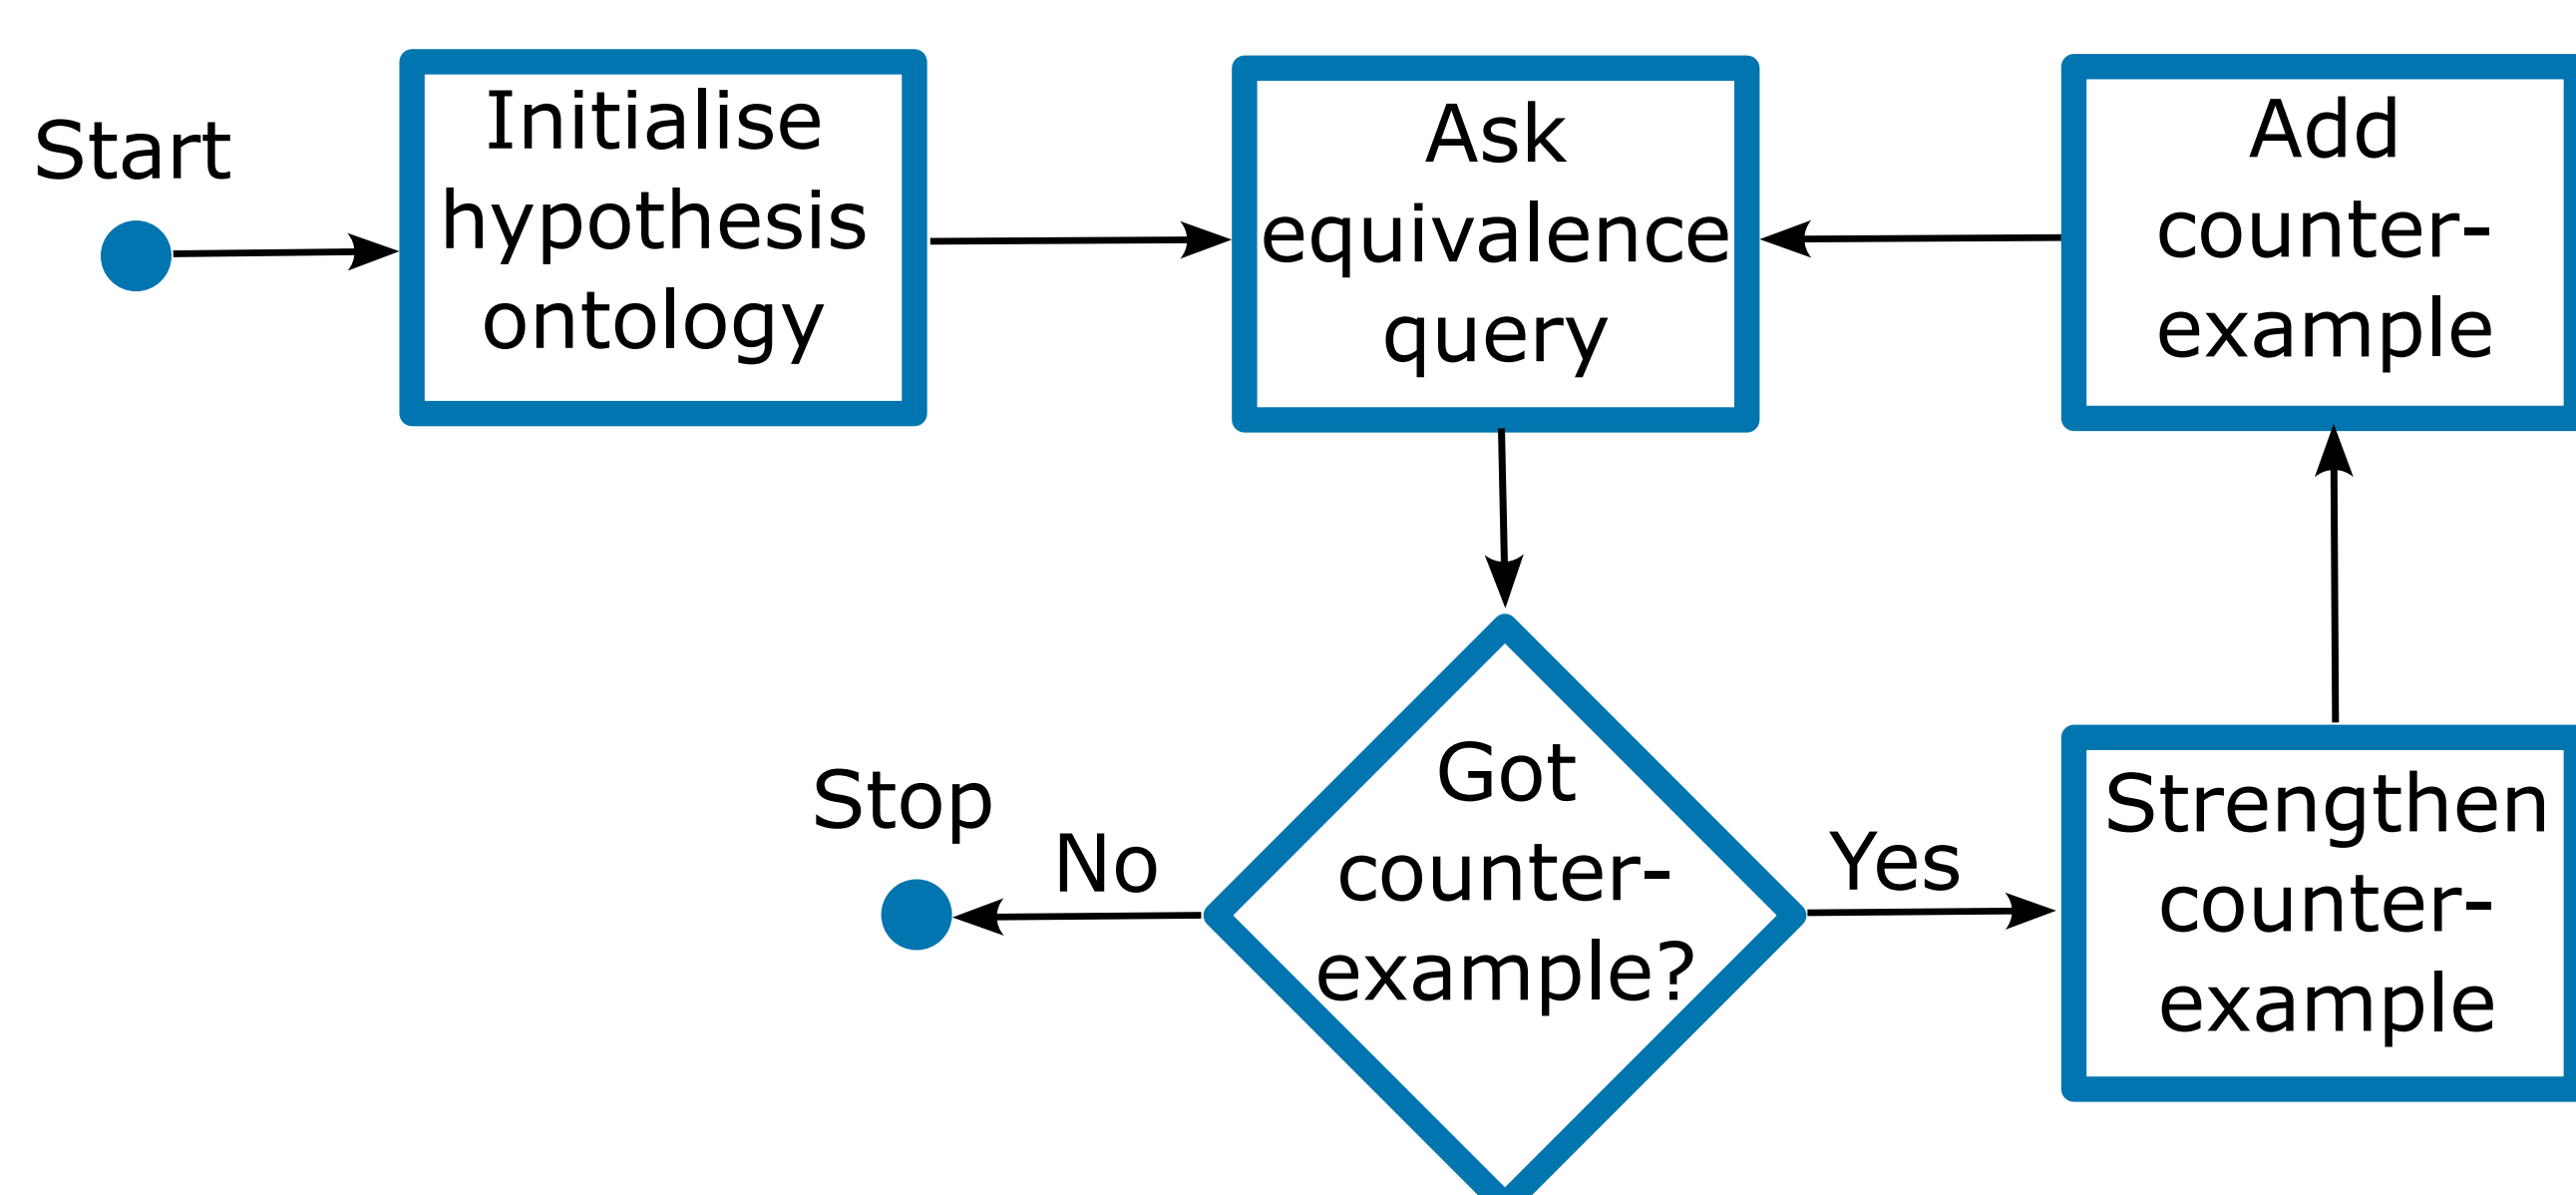 Start
Initialise
hypothesis
ontology
Ask
equivalence
query
Add
counter-
example
Stop
No
Got
counter-
example?
Yes
Strengthen
counter-
example